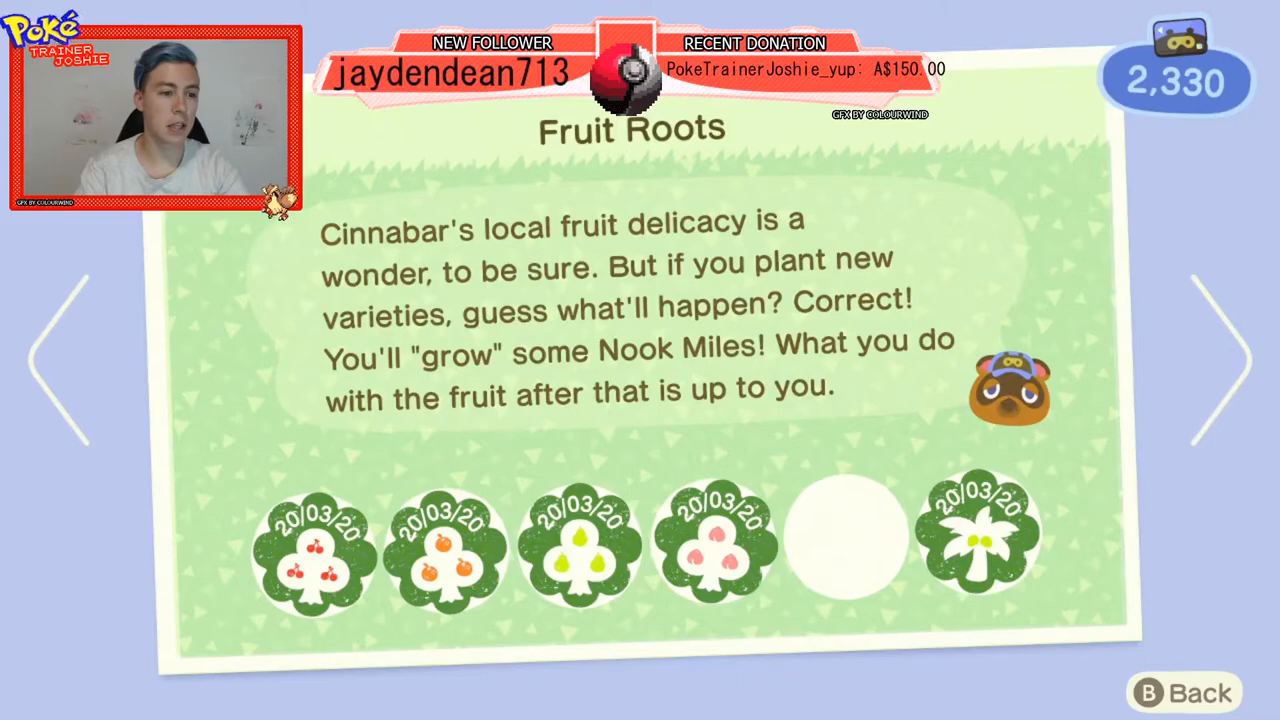 Poké
TRAINER
JOSHIE
GFX BY COLOURWIND
NEW FOLLOWER
jaydendean713
RECENT DONATION
PokeTrainerJoshie_yup: A$150.00
GFX BY COLOURWIND
2,330
Fruit Roots
Cinnabar's local fruit delicacy is a
wonder, to be sure. But if you plant new
varieties, guess what'll happen? Correct!
You'll "grow" some Nook Miles! What you do
with the fruit after that is up to you.
20/03/20
20/03/20
20/03/20
20/03/20
20/03/20
B Back